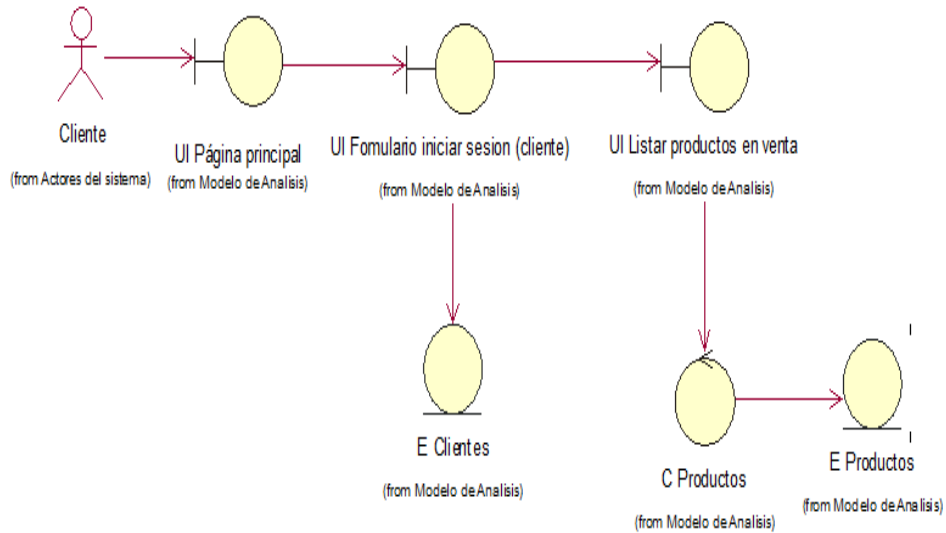 Cliente
(from Actores del sistema)
UI Página principal
(from Modelo de Analisis)
UI Fomulario iniciar sesion (cliente)
(from Modelo de Analisis)
UI Listar productos en venta
(from Modelo de Analisis)
E Clientes
(from Modelo de Analisis)
C Productos
(from Modelo de Analisis)
E Productos
(from Modelo de Analisis)